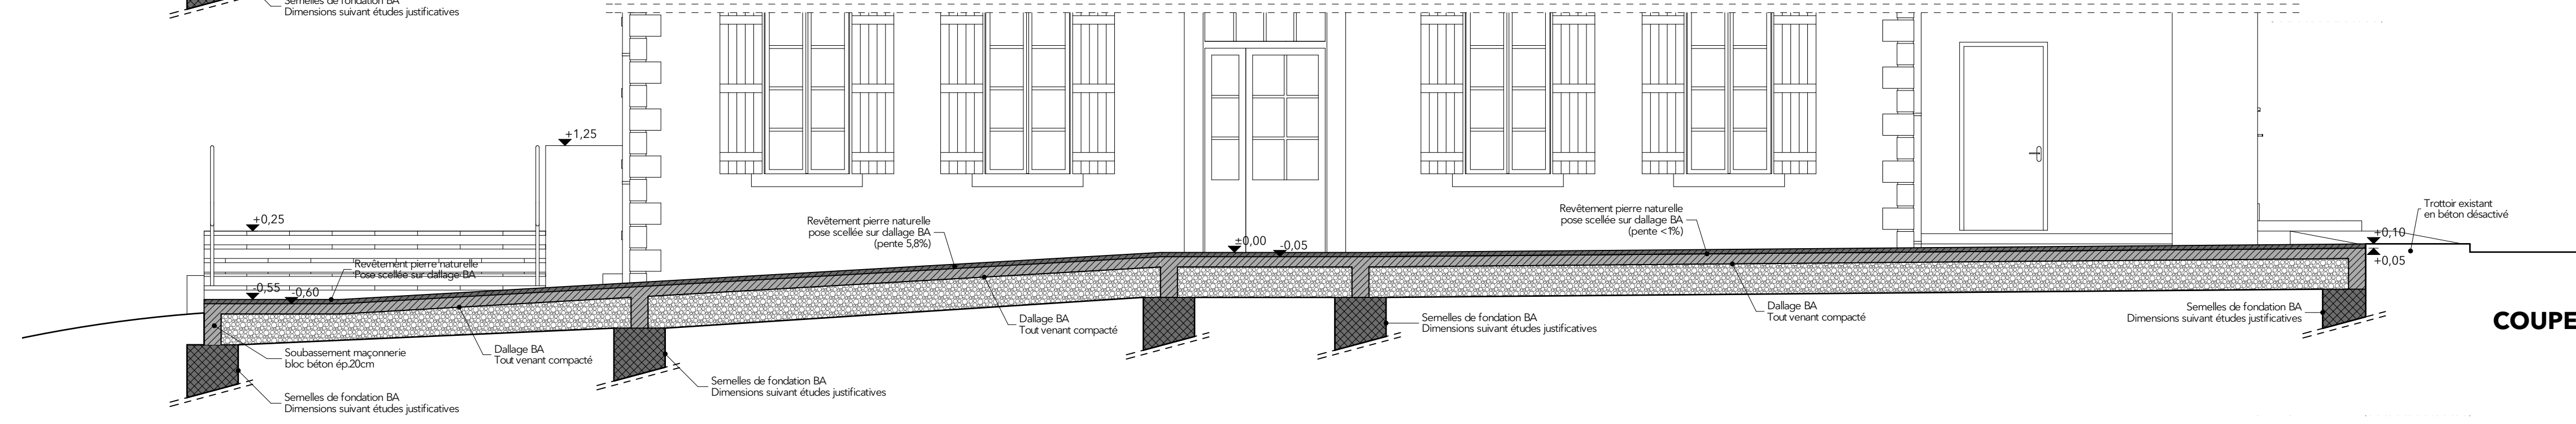 Semelles de fondation BA
Dimensions suivant études justificatives
+1,25
+0,25
Revêtement pierre naturelle
Pose scellée sur dallage BA
-0,55
-0,60
Revêtement pierre naturelle
pose scellée sur dallage BA
(pente 5,8%)
±0,00
-0,05
Revêtement pierre naturelle
pose scellée sur dallage BA
(pente <1%)
Trottoir existant
en béton désactivé
+0,10
+0,05
Soubassement maçonnerie
bloc béton ép.20cm
Dallage BA
Tout venant compacté
Semelles de fondation BA
Dimensions suivant études justificatives
Semelles de fondation BA
Dimensions suivant études justificatives
Dallage BA
Tout venant compacté
Semelles de fondation BA
Dimensions suivant études justificatives
Dallage BA
Tout venant compacté
Semelles de fondation BA
Dimensions suivant études justificatives
COUPE